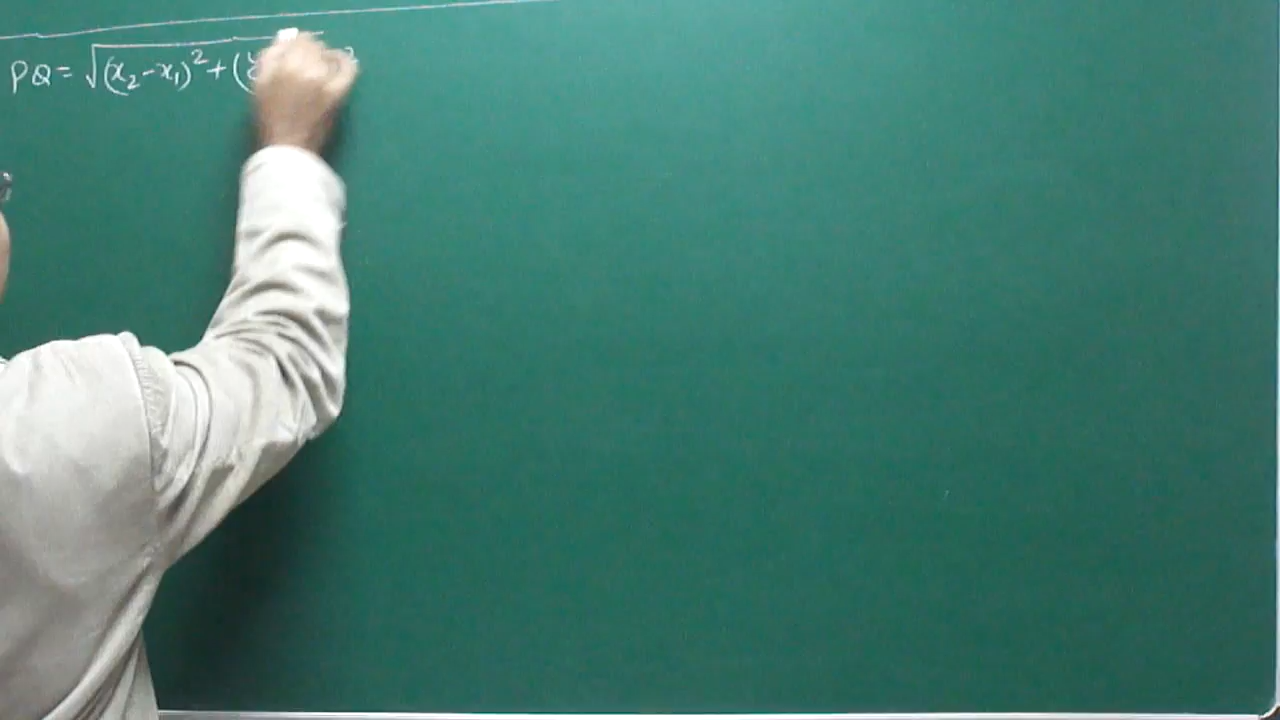 PQ = √(x₂-x₁)² + (y